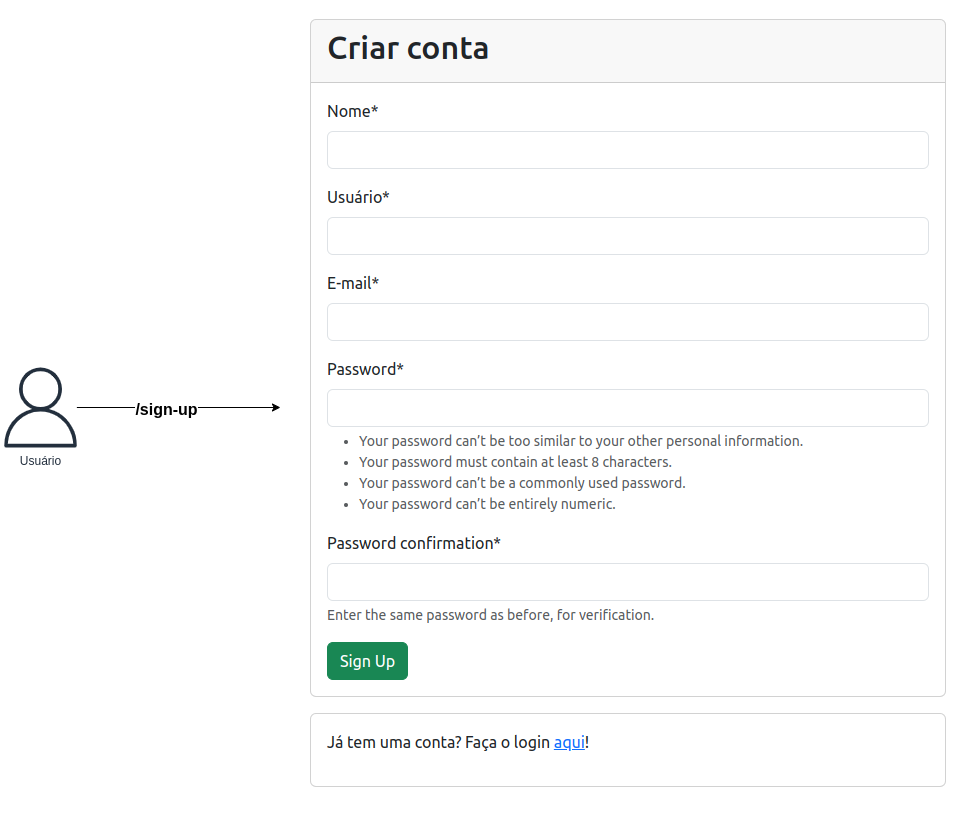 Criar conta
Nome*
Usuário*
E-mail*
Password*
/sign-up
Usuário
• Your password can’t be too similar to your other personal information.
• Your password must contain at least 8 characters.
• Your password can’t be a commonly used password.
• Your password can’t be entirely numeric.
Password confirmation*
Enter the same password as before, for verification.
Sign Up
Já tem uma conta? Faça o login aqui!